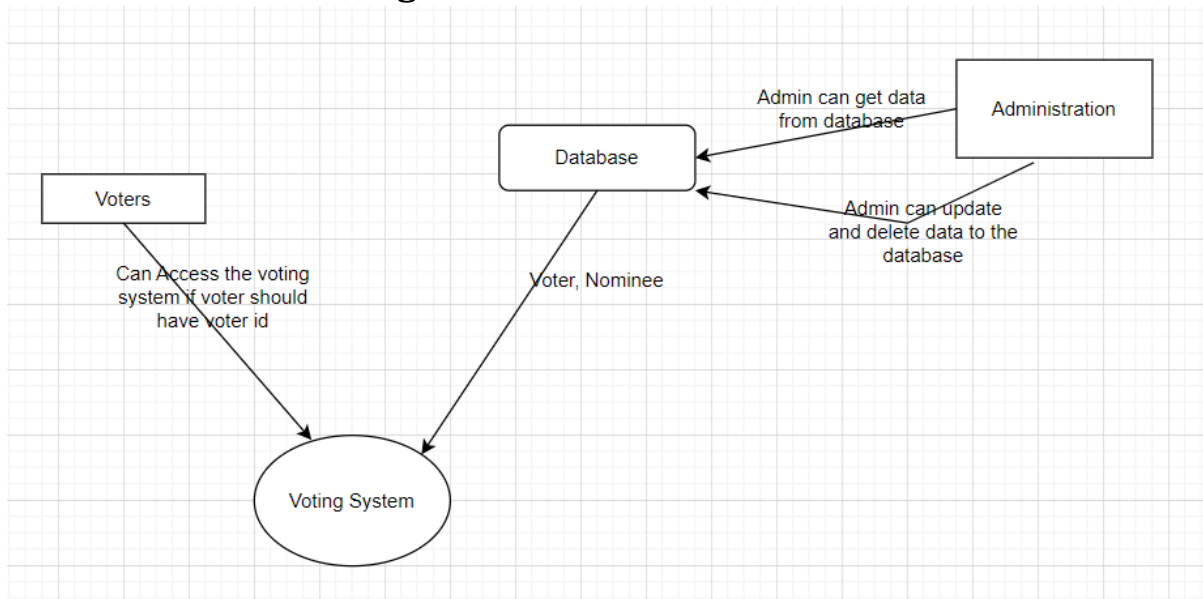 Administration
Admin can get data
from database
Database
Voters
Admin can update
and delete data to the
database
Can Access the voting
system if voter should
have voter id
Voter, Nominee
Voting System